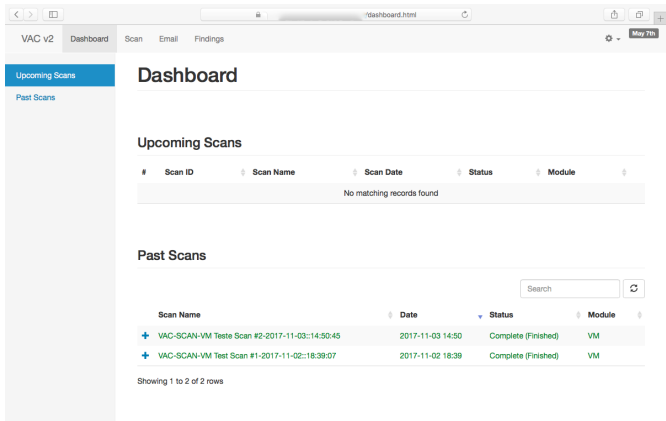 /dashboard.html
VAC v2 Dashboard Scan Email Findings May 7th
Upcoming Scans
Past Scans
Dashboard
Upcoming Scans
# Scan ID Scan Name Scan Date Status Module
No matching records found
Past Scans
Search
Scan Name Date Status Module
VAC-SCAN-VM Teste Scan #2-2017-11-03::14:50:45 2017-11-03 14:50 Complete (Finished) VM
VAC-SCAN-VM Test Scan #1-2017-11-02::18:39:07 2017-11-02 18:39 Complete (Finished) VM
Showing 1 to 2 of 2 rows